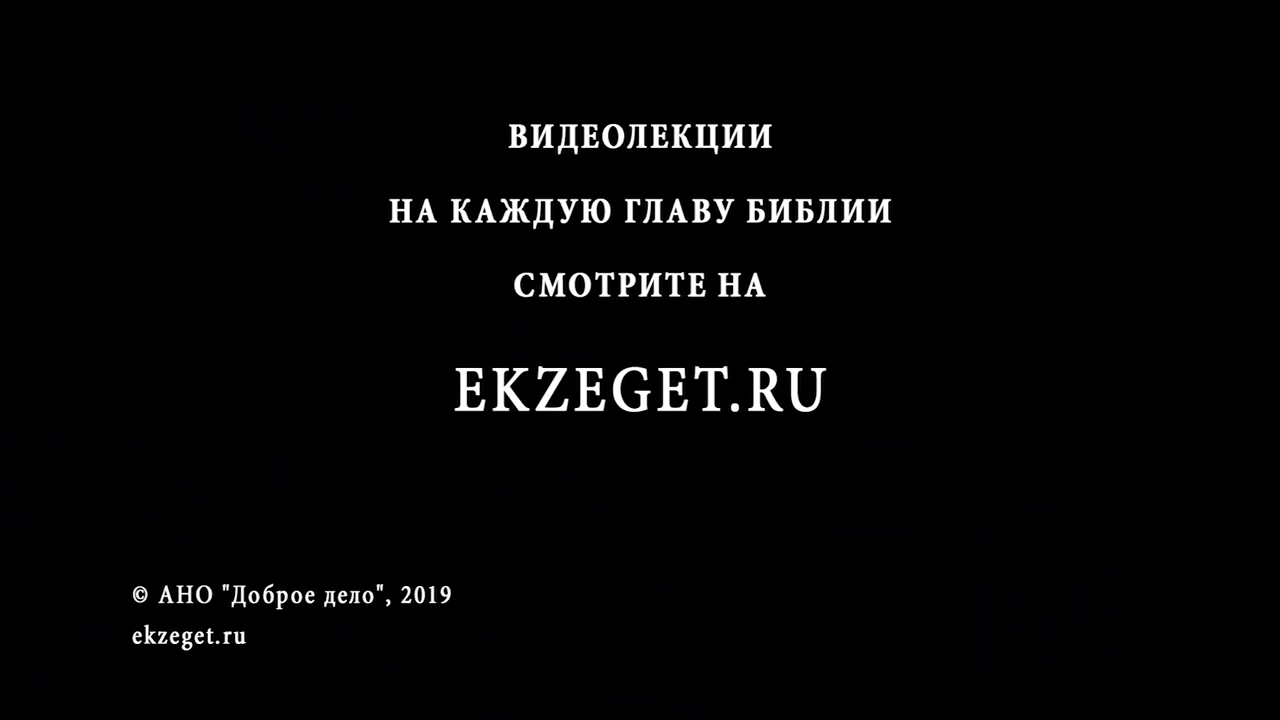 ВИДЕОЛЕКЦИИ
НА КАЖДУЮ ГЛАВУ БИБЛИИ
СМОТРИТЕ НА
EKZEGET.RU
© АНО "Доброе дело", 2019
ekzeget.ru